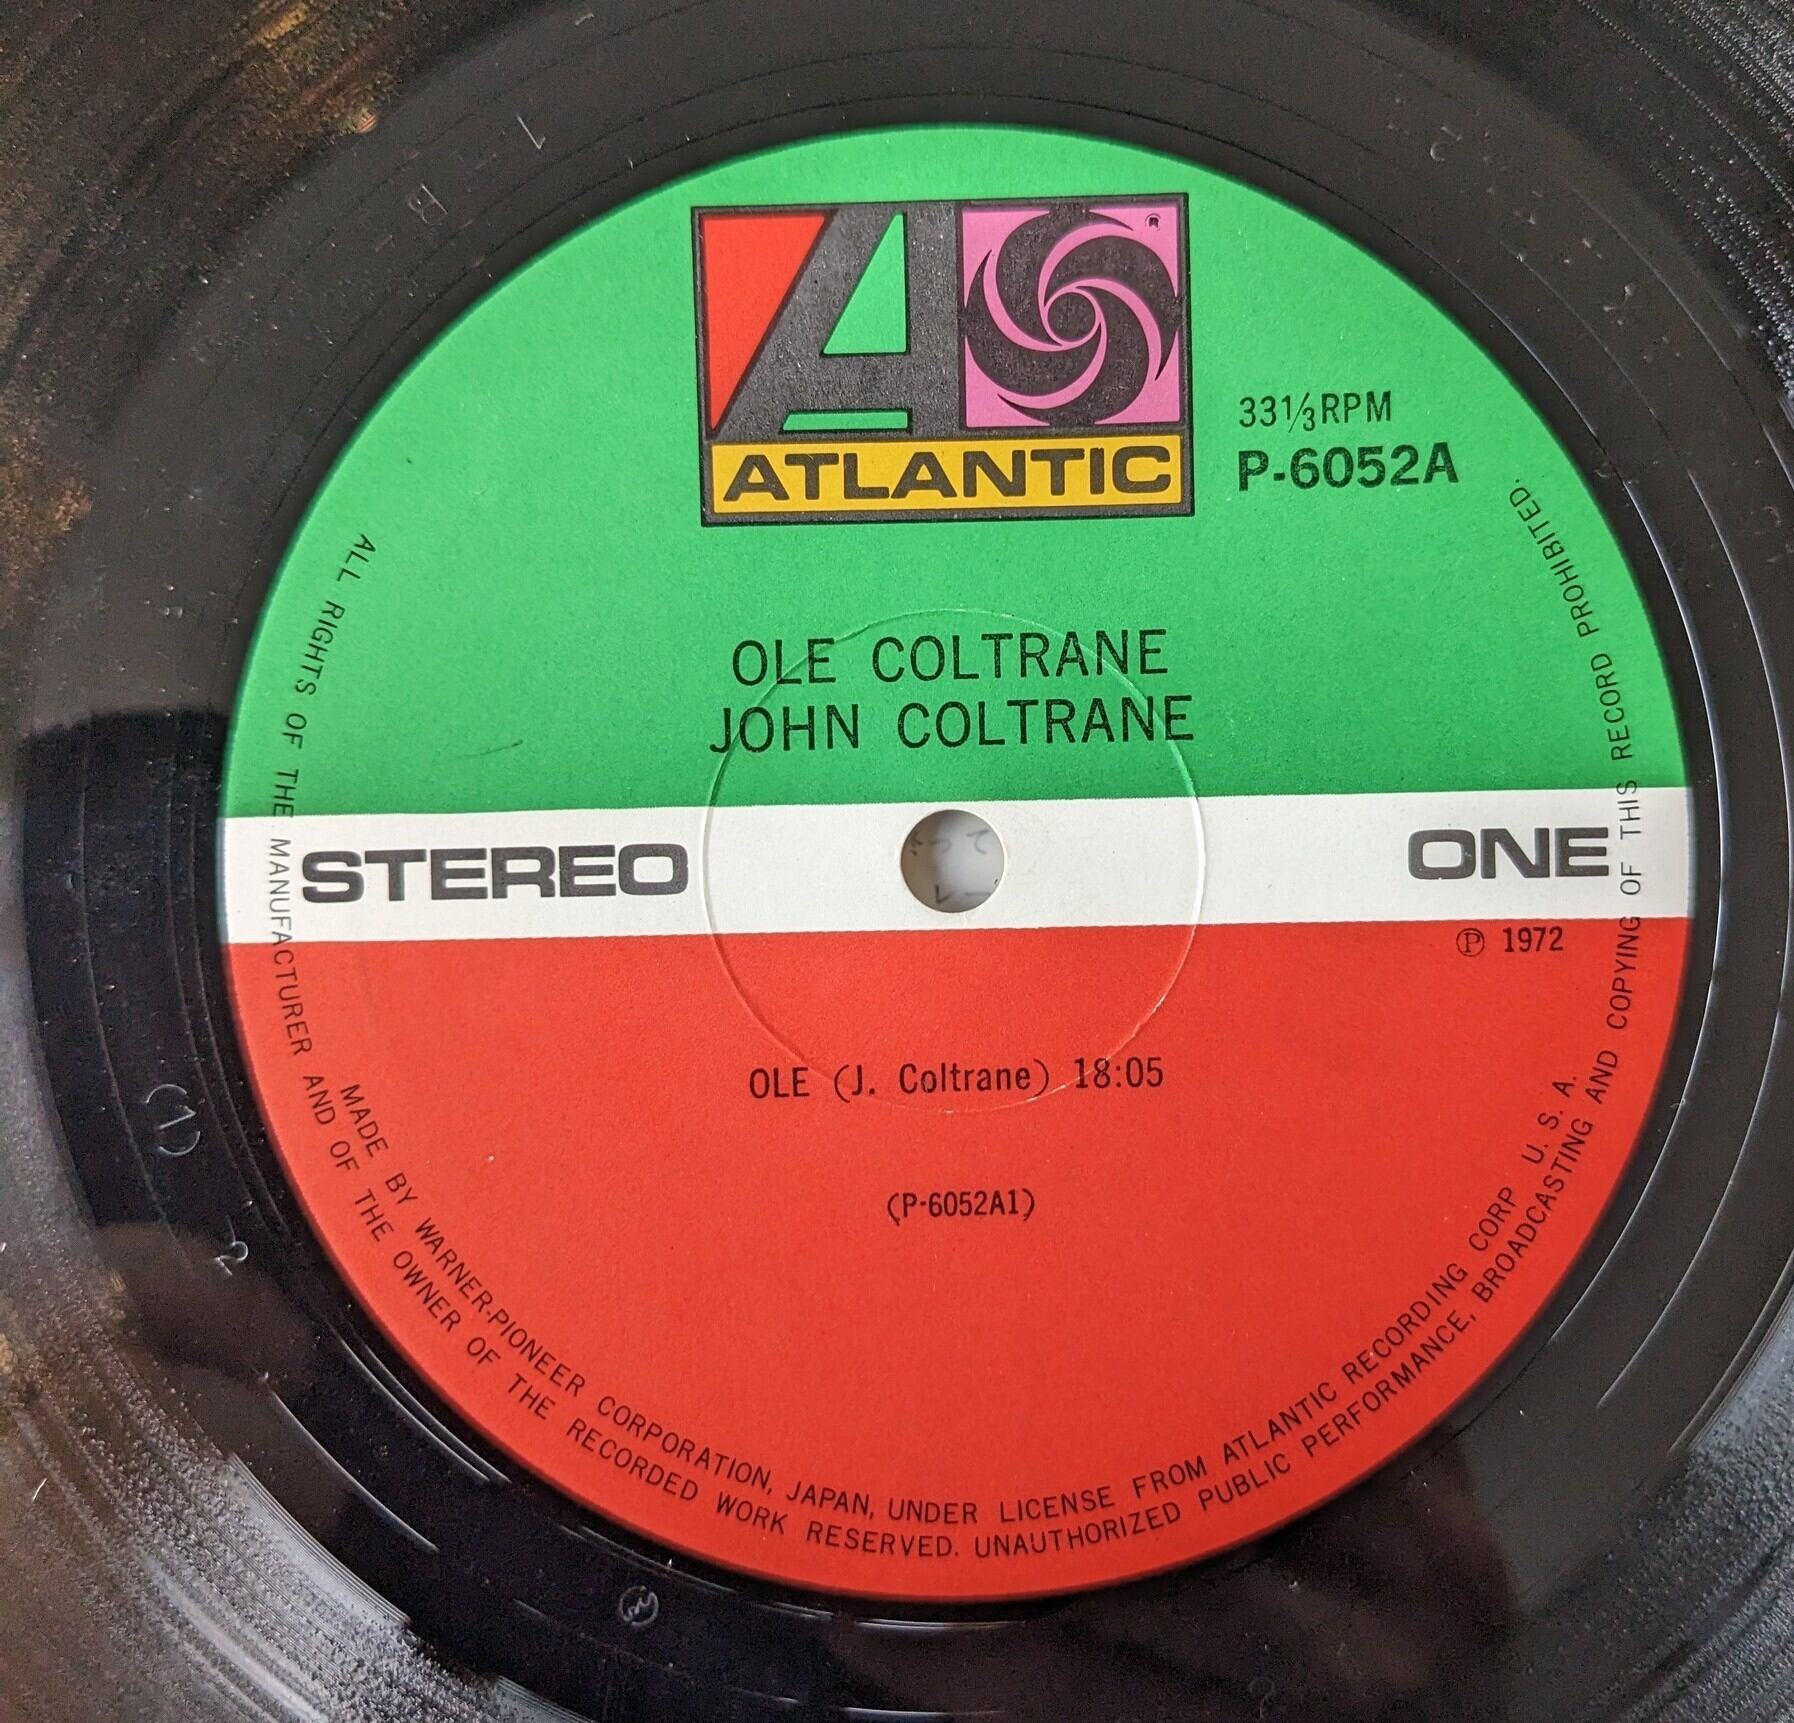 ATLANTIC
®
33⅓RPM
P-6052A
OLE COLTRANE
JOHN COLTRANE
STEREO
ONE
Ⓟ 1972
OLE (J. Coltrane) 18:05
(P-6052A1)
MADE BY WARNER-PIONEER CORPORATION, JAPAN, UNDER LICENSE FROM ATLANTIC RECORDING CORP U. S. A.
ALL RIGHTS OF THE MANUFACTURER AND OF THE OWNER OF THE RECORDED WORK RESERVED. UNAUTHORIZED PUBLIC PERFORMANCE, BROADCASTING AND COPYING OF THIS RECORD PROHIBITED.
(1)
2